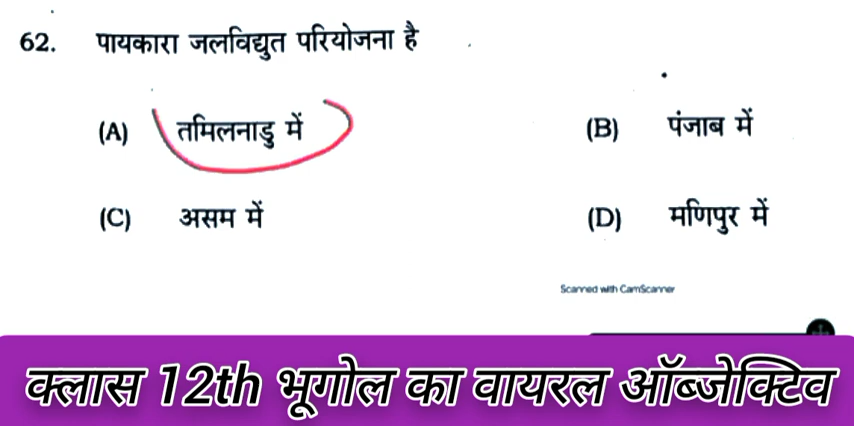 62. पायकारा जलविद्युत परियोजना है
(A) तमिलनाडु में (B) पंजाब में
(C) असम में (D) मणिपुर में
Scanned with CamScanner
क्लास 12th भूगोल का वायरल ऑब्जेक्टिव